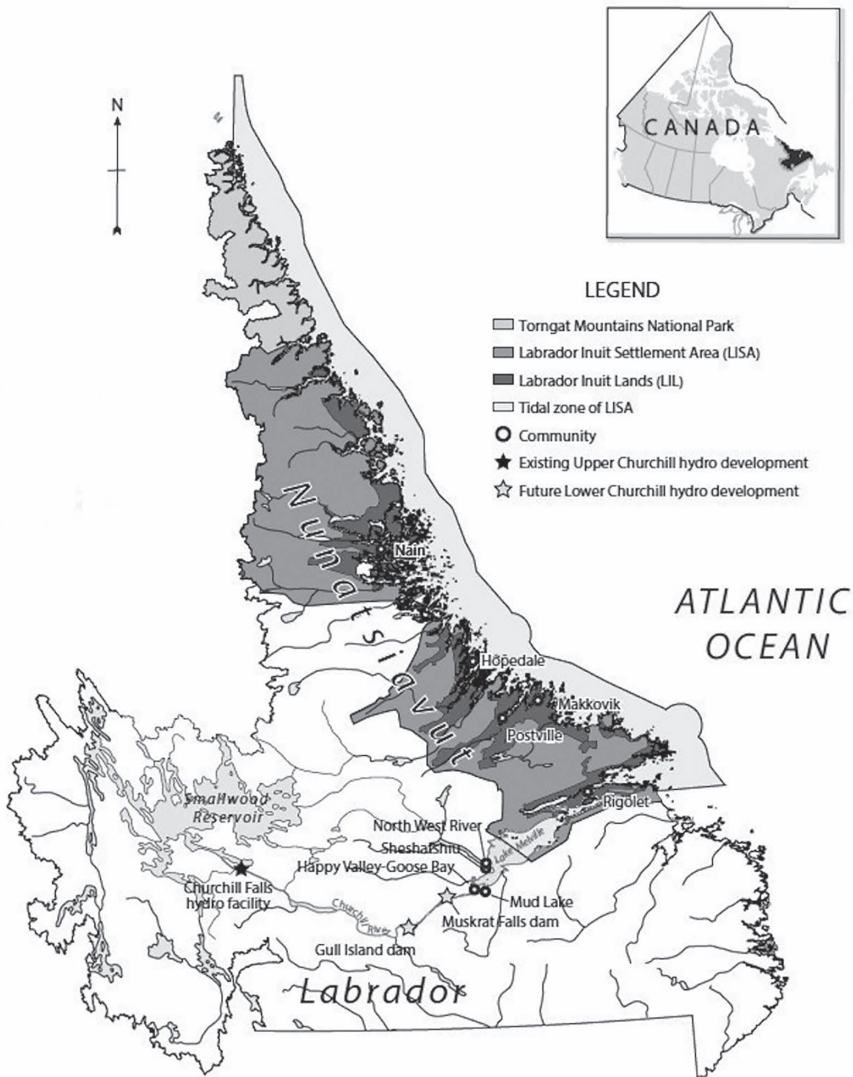 N
CANADA
LEGEND
Torngat Mountains National Park
Labrador Inuit Settlement Area (LISA)
Labrador Inuit Lands (LIL)
Tidal zone of LISA
Community
Existing Upper Churchill hydro development
Future Lower Churchill hydro development
Nunatsiavut
Nain
ATLANTIC
OCEAN
Hopedale
Makkovik
Postville
Rigolet
Smallwood
Reservoir
North West River
Sheshatshiu
Happy Valley-Goose Bay
Lake Melville
Churchill Falls
hydro facility
Churchill
River
Mud Lake
Muskrat Falls dam
Gull Island dam
Labrador